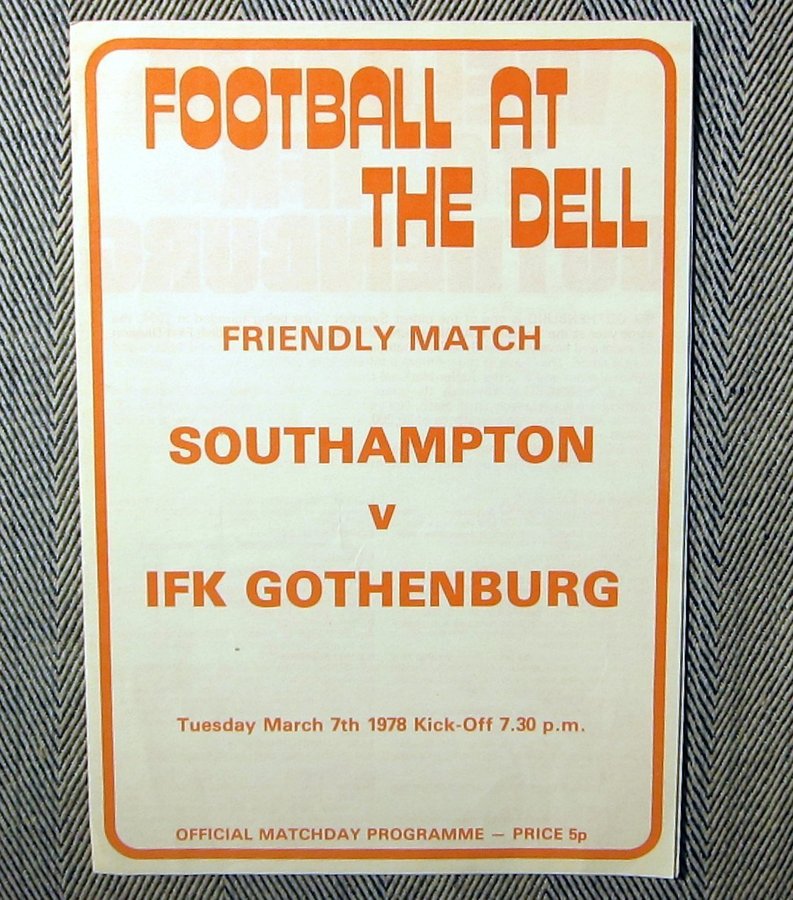 FOOTBALL AT
THE DELL
FRIENDLY MATCH
SOUTHAMPTON
v
IFK GOTHENBURG
Tuesday March 7th 1978 Kick-Off 7.30 p.m.
OFFICIAL MATCHDAY PROGRAMME — PRICE 5p